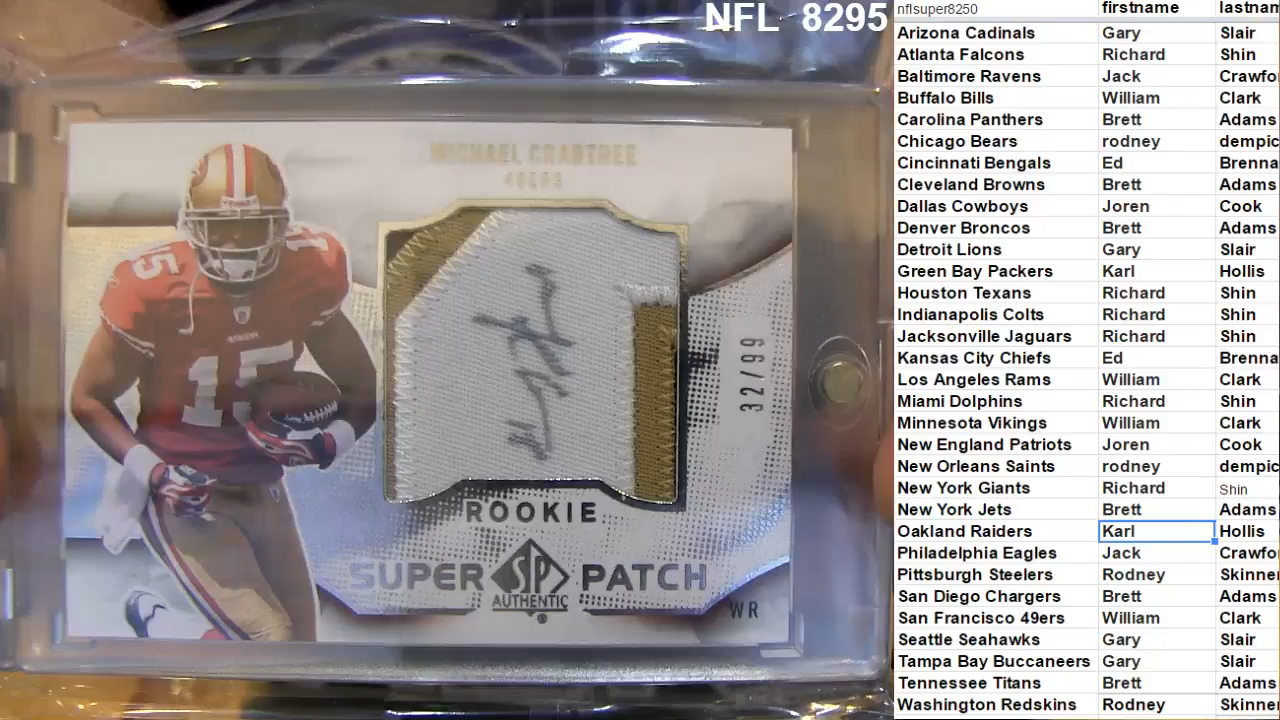 NFL 8295
MICHAEL CRABTREE
49ERS
15
15
32/99
ROOKIE
SUPER SP PATCH
AUTHENTIC
WR
nflsuper8250 firstname lastnam
Arizona Cadinals Gary Slair
Atlanta Falcons Richard Shin
Baltimore Ravens Jack Crawfo
Buffalo Bills William Clark
Carolina Panthers Brett Adams
Chicago Bears rodney dempic
Cincinnati Bengals Ed Brenna
Cleveland Browns Brett Adams
Dallas Cowboys Joren Cook
Denver Broncos Brett Adams
Detroit Lions Gary Slair
Green Bay Packers Karl Hollis
Houston Texans Richard Shin
Indianapolis Colts Richard Shin
Jacksonville Jaguars Richard Shin
Kansas City Chiefs Ed Brenna
Los Angeles Rams William Clark
Miami Dolphins Richard Shin
Minnesota Vikings William Clark
New England Patriots Joren Cook
New Orleans Saints rodney dempic
New York Giants Richard Shin
New York Jets Brett Adams
Oakland Raiders Karl Hollis
Philadelphia Eagles Jack Crawfo
Pittsburgh Steelers Rodney Skinner
San Diego Chargers Brett Adams
San Francisco 49ers William Clark
Seattle Seahawks Gary Slair
Tampa Bay Buccaneers Gary Slair
Tennessee Titans Brett Adams
Washington Redskins Rodney Skinner